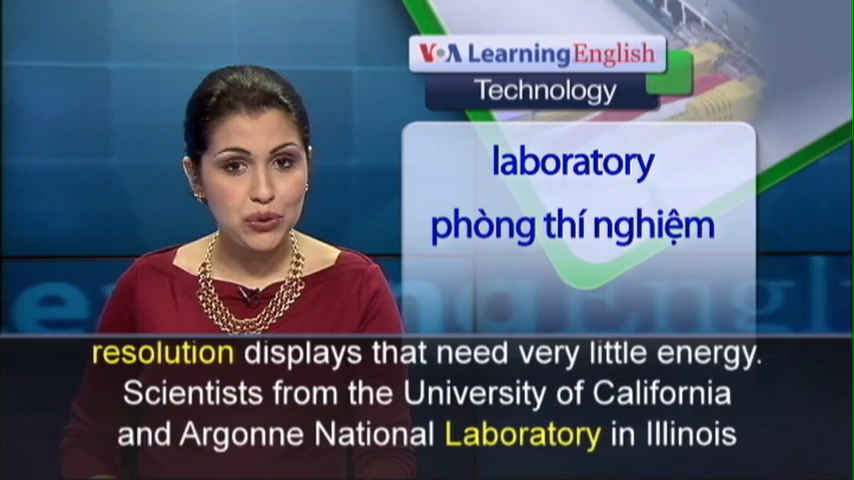 VOA Learning English
Technology
laboratory
phòng thí nghiệm
resolution displays that need very little energy.
Scientists from the University of California
and Argonne National Laboratory in Illinois